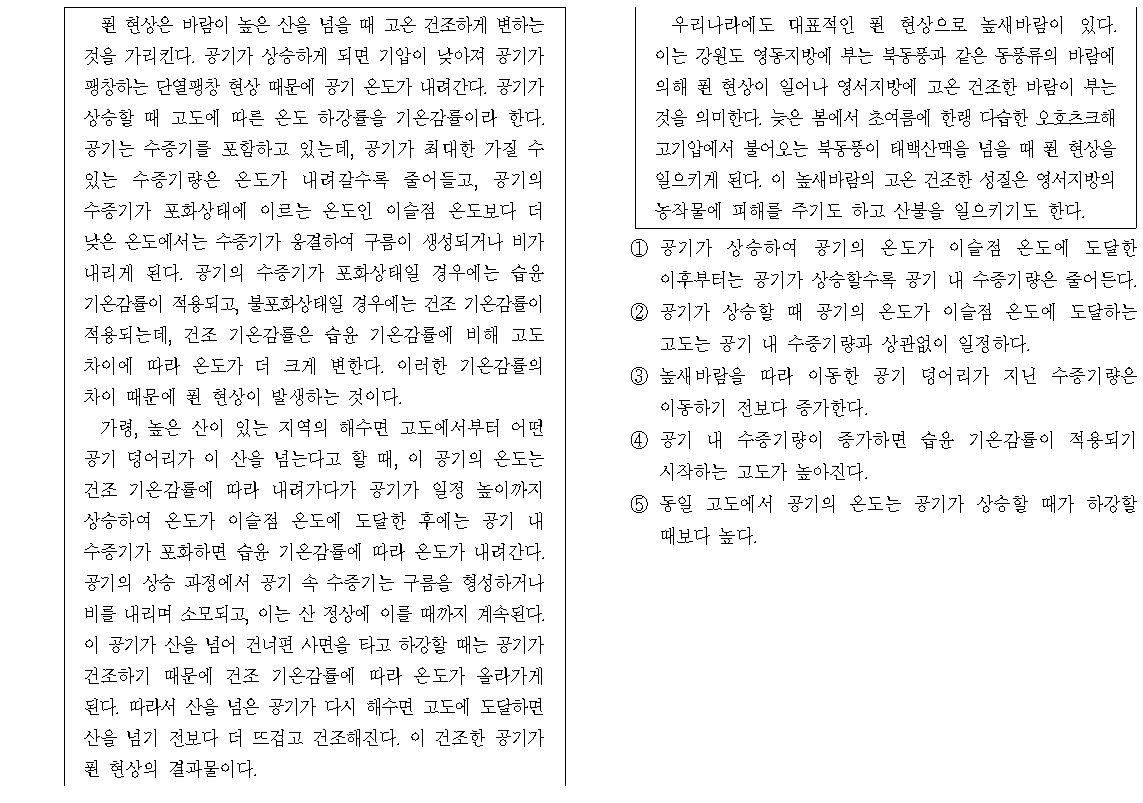 푄 현상은 바람이 높은 산을 넘을 때 고온 건조하게 변하는
것을 가리킨다. 공기가 상승하게 되면 기압이 낮아져 공기가
팽창하는 단열팽창 현상 때문에 공기 온도가 내려간다. 공기가
상승할 때 고도에 따른 온도 하강률을 기온감률이라 한다.
공기는 수증기를 포함하고 있는데, 공기가 최대한 가질 수
있는 수증기량은 온도가 내려갈수록 줄어들고, 공기의
수증기가 포화상태에 이르는 온도인 이슬점 온도보다 더
낮은 온도에서는 수증기가 응결하여 구름이 생성되거나 비가
내리게 된다. 공기의 수증기가 포화상태일 경우에는 습윤
기온감률이 적용되고, 불포화상태일 경우에는 건조 기온감률이
적용되는데, 건조 기온감률은 습윤 기온감률에 비해 고도
차이에 따라 온도가 더 크게 변한다. 이러한 기온감률의
차이 때문에 푄 현상이 발생하는 것이다.
가령, 높은 산이 있는 지역의 해수면 고도에서부터 어떤
공기 덩어리가 이 산을 넘는다고 할 때, 이 공기의 온도는
건조 기온감률에 따라 내려가다가 공기가 일정 높이까지
상승하여 온도가 이슬점 온도에 도달한 후에는 공기 내
수증기가 포화하면 습윤 기온감률에 따라 온도가 내려간다.
공기의 상승 과정에서 공기 속 수증기는 구름을 형성하거나
비를 내리며 소모되고, 이는 산 정상에 이를 때까지 계속된다.
이 공기가 산을 넘어 건너편 사면을 타고 하강할 때는 공기가
건조하기 때문에 건조 기온감률에 따라 온도가 올라가게
된다. 따라서 산을 넘은 공기가 다시 해수면 고도에 도달하면
산을 넘기 전보다 더 뜨겁고 건조해진다. 이 건조한 공기가
푄 현상의 결과물이다.
우리나라에도 대표적인 푄 현상으로 높새바람이 있다.
이는 강원도 영동지방에 부는 북동풍과 같은 동풍류의 바람에
의해 푄 현상이 일어나 영서지방에 고온 건조한 바람이 부는
것을 의미한다. 늦은 봄에서 초여름에 한랭 다습한 오호츠크해
고기압에서 불어오는 북동풍이 태백산맥을 넘을 때 푄 현상을
일으키게 된다. 이 높새바람의 고온 건조한 성질은 영서지방의
농작물에 피해를 주기도 하고 산불을 일으키기도 한다.
① 공기가 상승하여 공기의 온도가 이슬점 온도에 도달한
이후부터는 공기가 상승할수록 공기 내 수증기량은 줄어든다.
② 공기가 상승할 때 공기의 온도가 이슬점 온도에 도달하는
고도는 공기 내 수증기량과 상관없이 일정하다.
③ 높새바람을 따라 이동한 공기 덩어리가 지닌 수증기량은
이동하기 전보다 증가한다.
④ 공기 내 수증기량이 증가하면 습윤 기온감률이 적용되기
시작하는 고도가 높아진다.
⑤ 동일 고도에서 공기의 온도는 공기가 상승할 때가 하강할
때보다 높다.